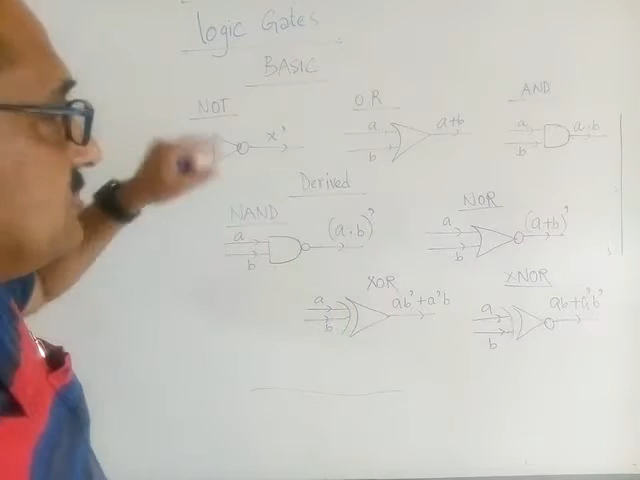 logic Gates
BASIC
NOT
x'
OR
a
b
a+b
AND
a
b
a.b
Derived
NAND
a
b
(a.b)'
NOR
a
b
(a+b)'
XOR
a
b
ab'+a'b
XNOR
a
b
ab+a'b'